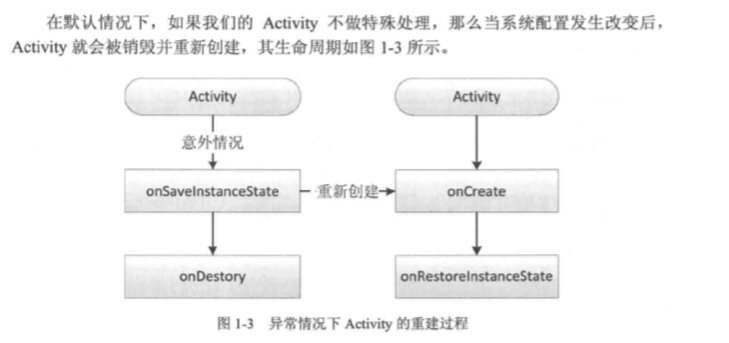 在默认情况下，如果我们的 Activity 不做特殊处理，那么当系统配置发生改变后，
Activity 就会被销毁并重新创建，其生命周期如图 1-3 所示。
Activity
Activity
意外情况
onSaveInstanceState
重新创建
onCreate
onDestory
onRestoreInstanceState
图 1-3 异常情况下 Activity 的重建过程